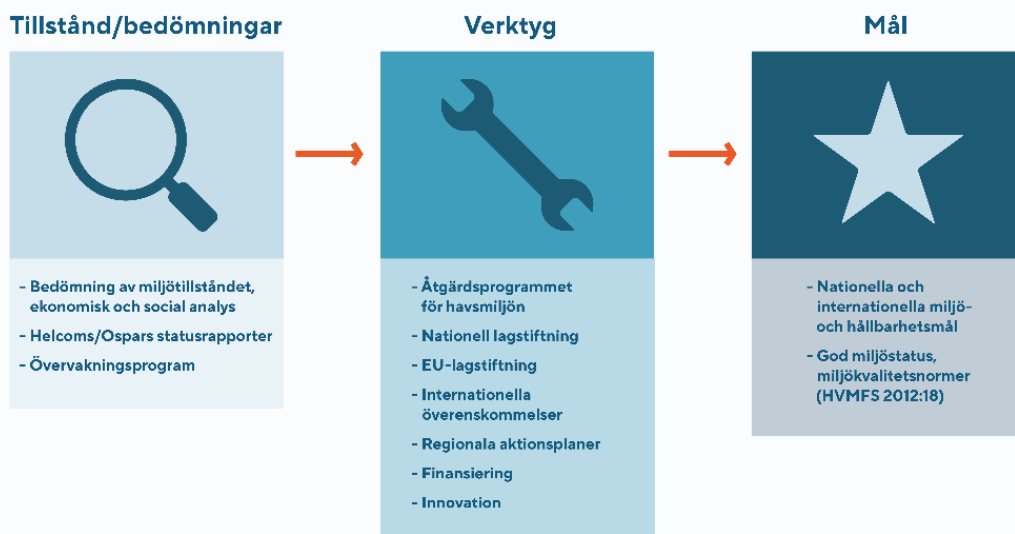 Tillstånd/bedömningar
- Bedömning av miljötillståndet,
ekonomisk och social analys
- Helcoms/Ospars statusrapporter
- Övervakningsprogram
Verktyg
- Åtgärdsprogrammet
för havsmiljön
- Nationell lagstiftning
- EU-lagstiftning
- Internationella
överenskommelser
- Regionala aktionsplaner
- Finansiering
- Innovation
Mål
- Nationella och
internationella miljö-
och hållbarhetsmål
- God miljöstatus,
miljökvalitetsnormer
(HVMFS 2012:18)